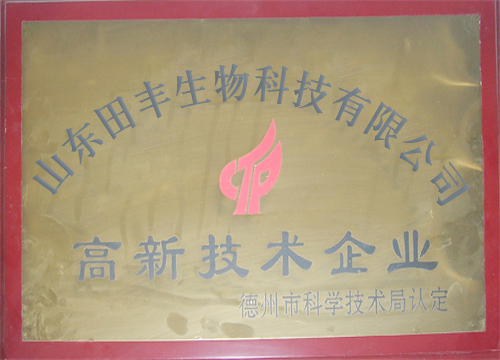 山东田丰生物科技有限公司
高新技术企业
德州市科学技术局认定